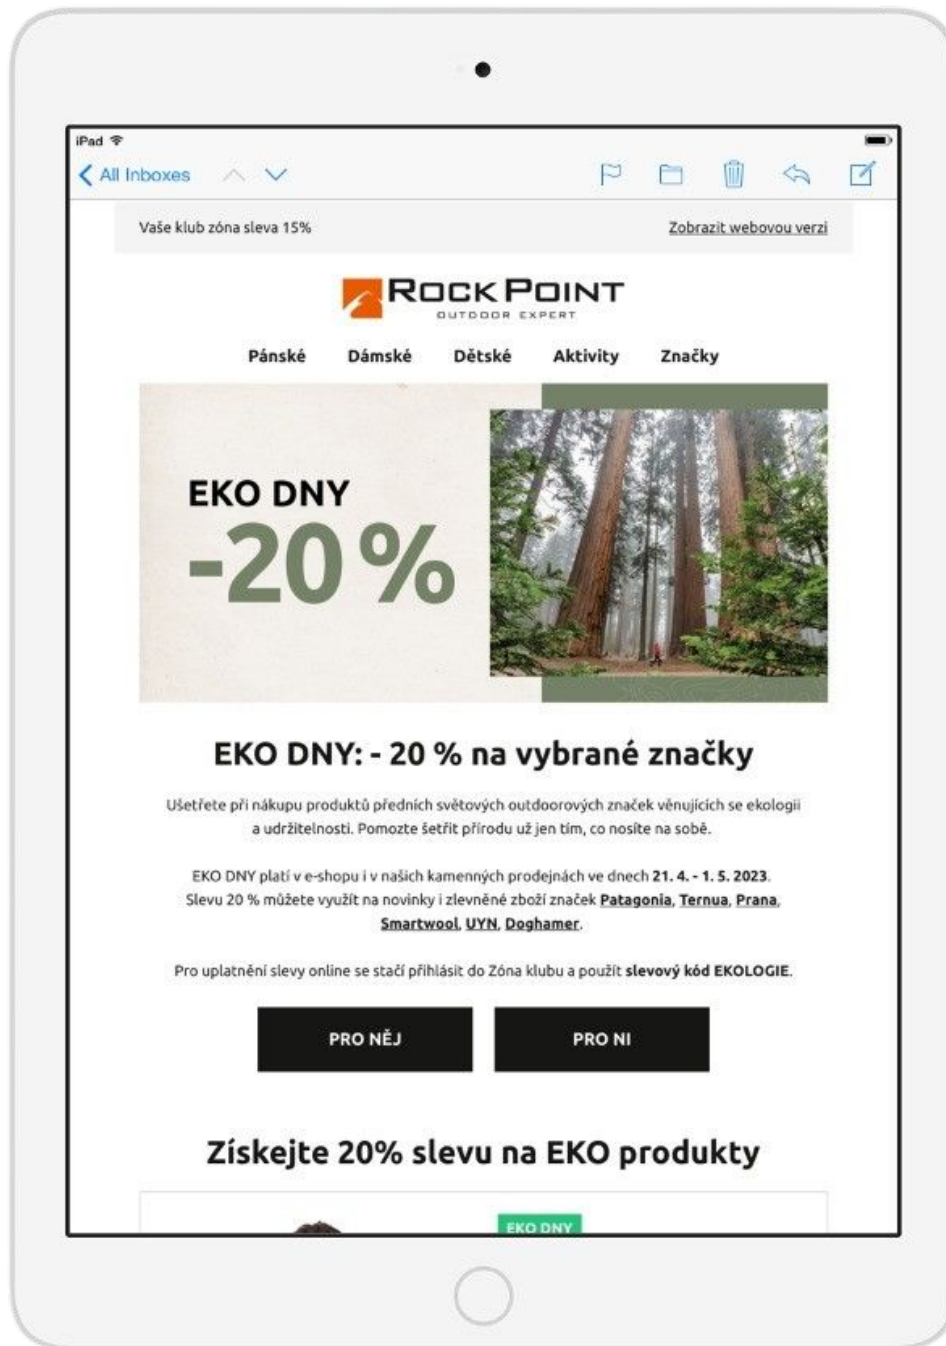 iPad
All Inboxes
Vaše klub zóna sleva 15%
Zobrazit webovou verzi
ROCK POINT
OUTDOOR EXPERT
Pánské Dámské Dětské Aktivity Značky
EKO DNY
-20 %
EKO DNY: - 20 % na vybrané značky
Ušetřete při nákupu produktů předních světových outdoorových značek věnujících se ekologii
a udržitelnosti. Pomozte šetřit přírodu už jen tím, co nosíte na sobě.
EKO DNY platí v e-shopu i v našich kamenných prodejnách ve dnech 21. 4. - 1. 5. 2023.
Slevu 20 % můžete využít na novinky i zlevněné zboží značek Patagonia, Ternua, Prana,
Smartwool, UYN, Doghamer.
Pro uplatnění slevy online se stačí přihlásit do Zóna klubu a použít slevový kód EKOLOGIE.
PRO NĚJ
PRO NI
Získejte 20% slevu na EKO produkty
EKO DNY